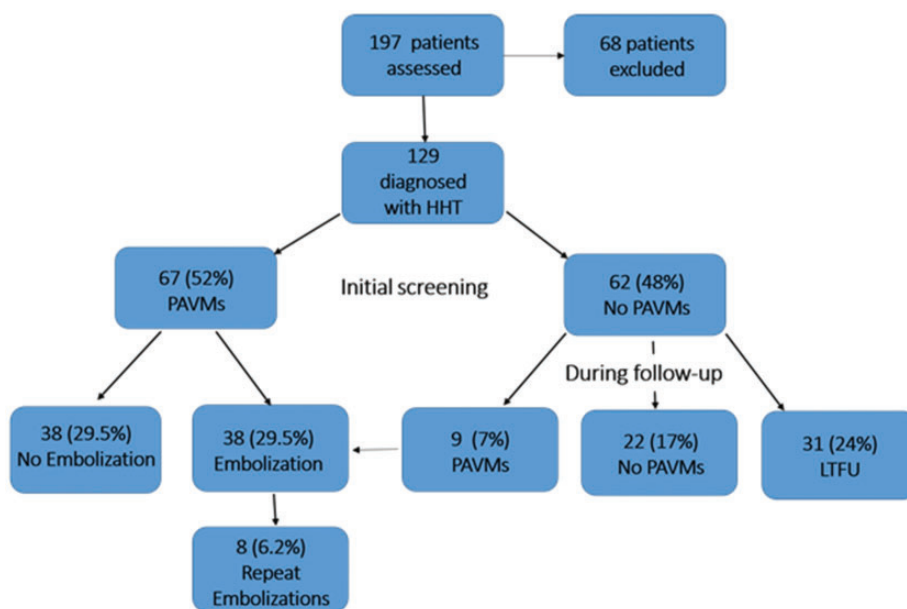 197 patients
assessed
68 patients
excluded
129
diagnosed
with HHT
67 (52%)
PAVMs
Initial screening
62 (48%)
No PAVMs
During follow-up
38 (29.5%)
No Embolization
38 (29.5%)
Embolization
9 (7%)
PAVMs
22 (17%)
No PAVMs
31 (24%)
LTFU
8 (6.2%)
Repeat
Embolizations